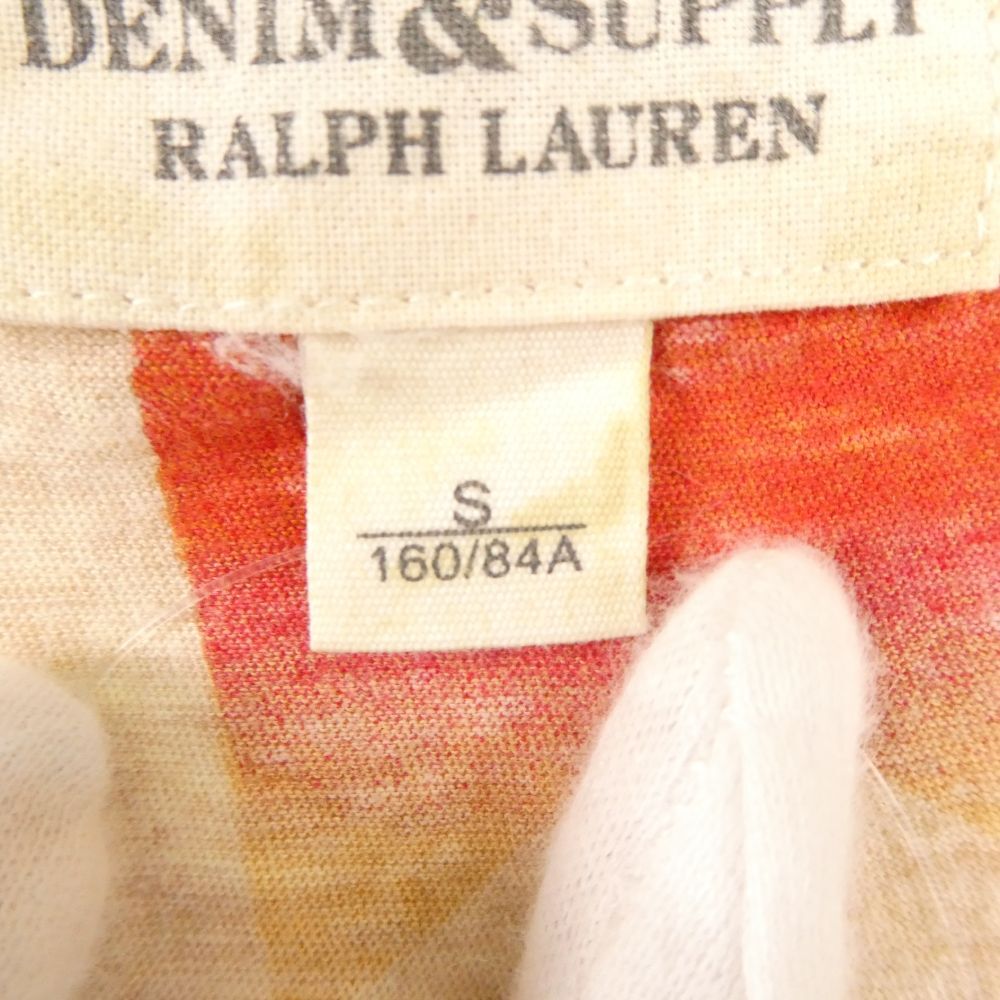 DENIM&SUPPLY
RALPH LAUREN
S
160/84A